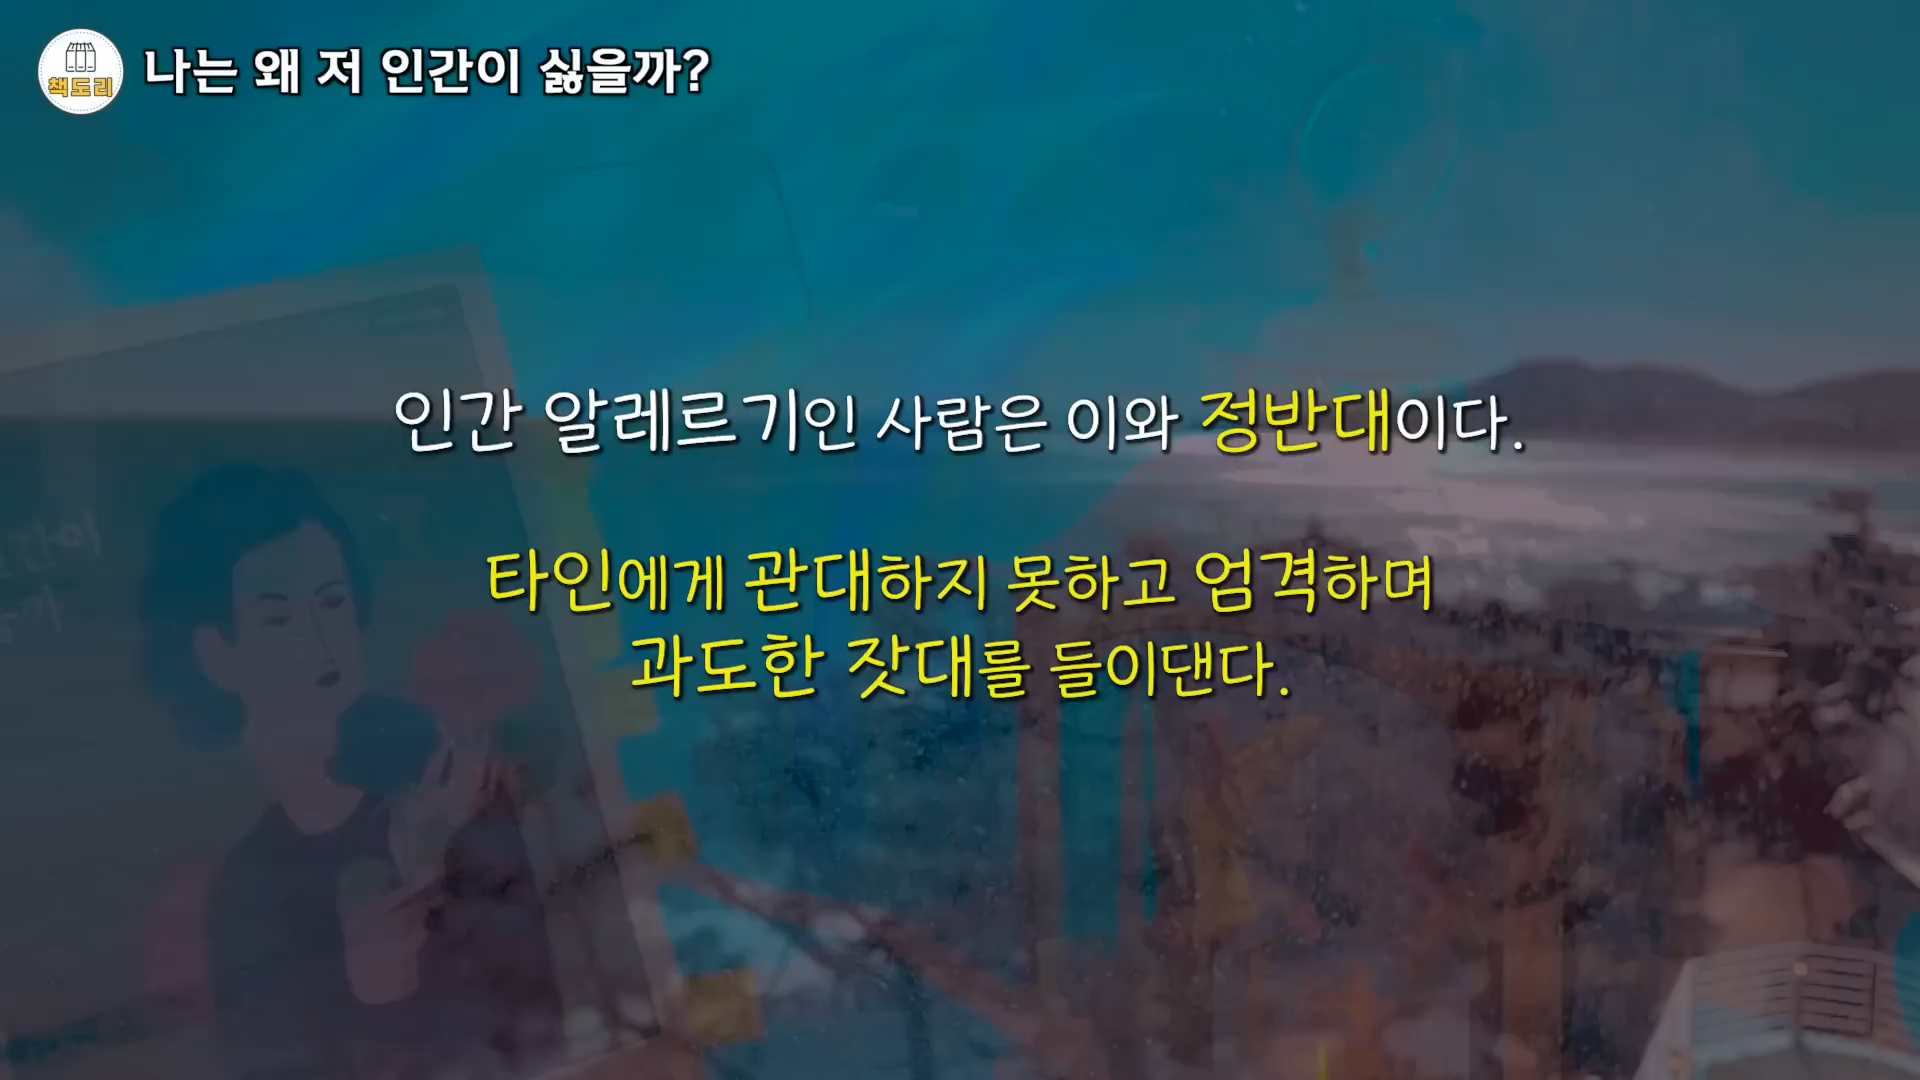 책도리
나는 왜 저 인간이 싫을까?
인간 알레르기인 사람은 이와 정반대이다.
타인에게 관대하지 못하고 엄격하며
과도한 잣대를 들이댄다.